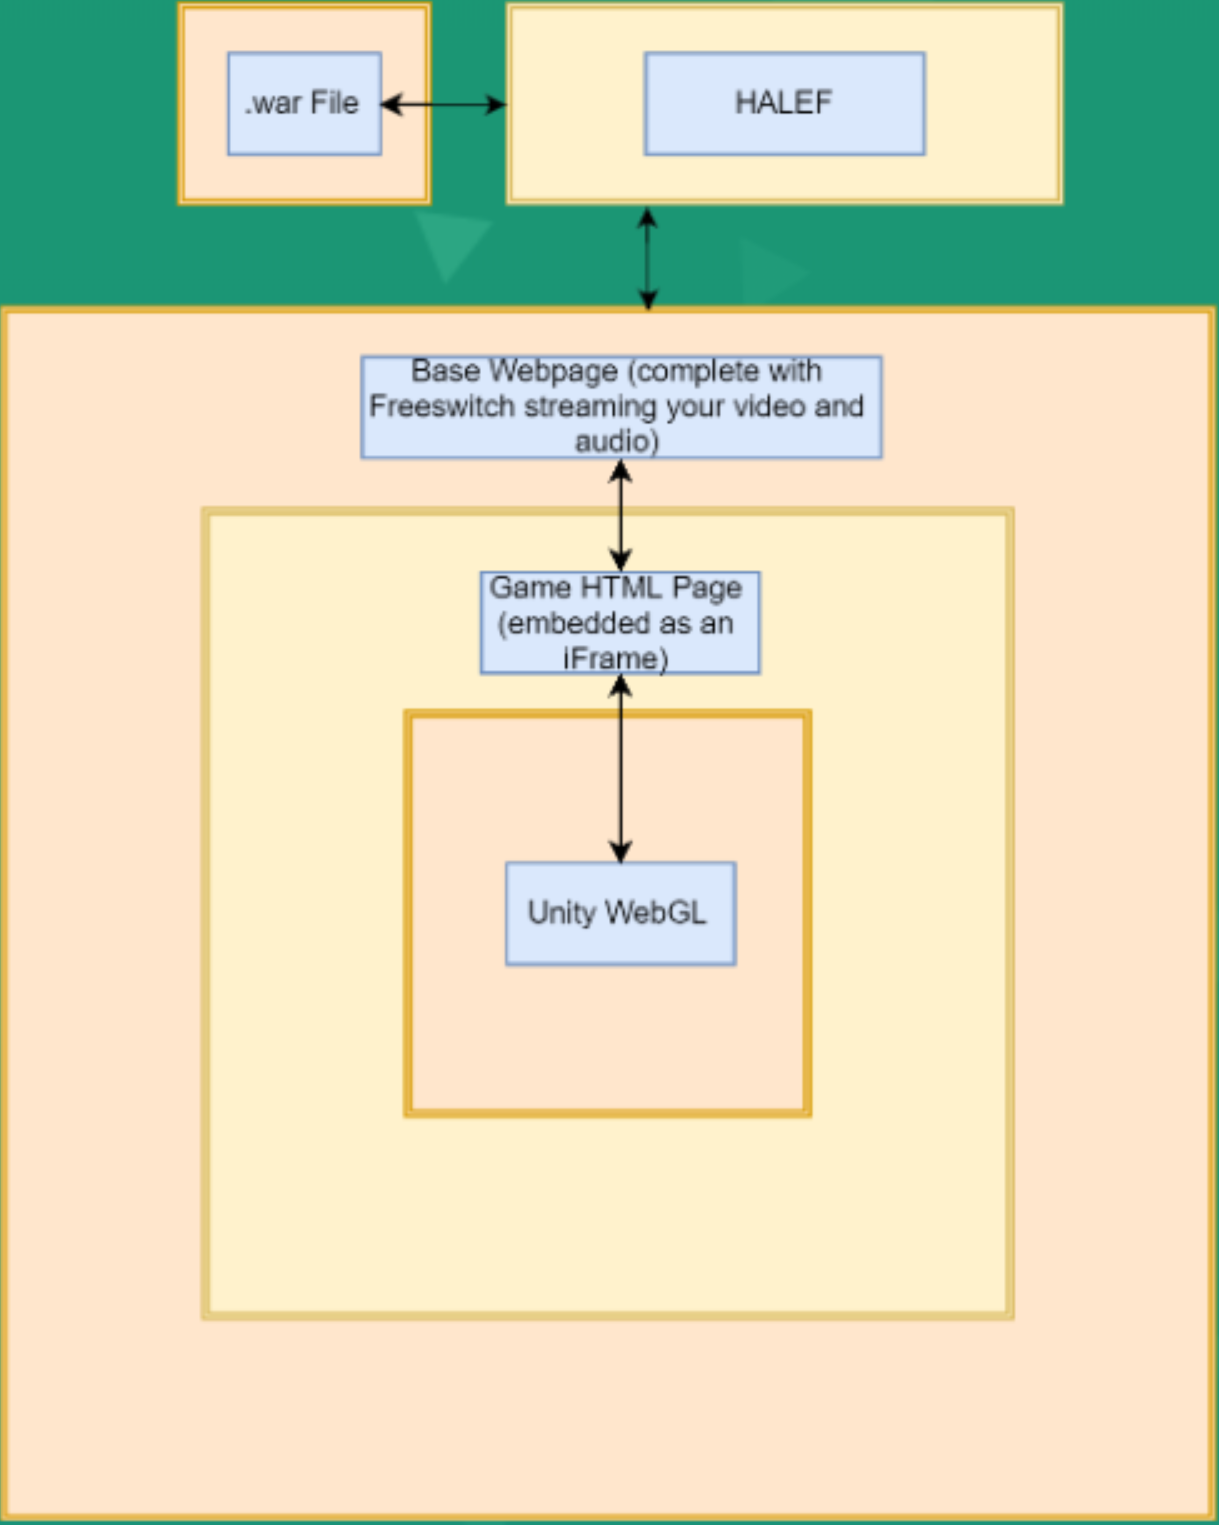 .war File
HALEF
Base Webpage (complete with
Freeswitch streaming your video and
audio)
Game HTML Page
(embedded as an
iFrame)
Unity WebGL